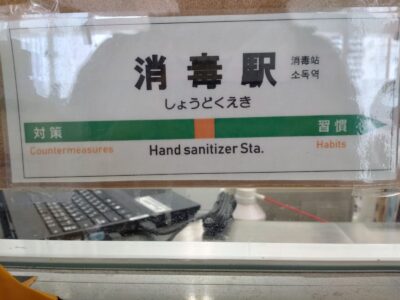 消毒駅
消毒站
소독역
しょうどくえき
対策
習慣
Countermeasures
Hand sanitizer Sta.
Habits